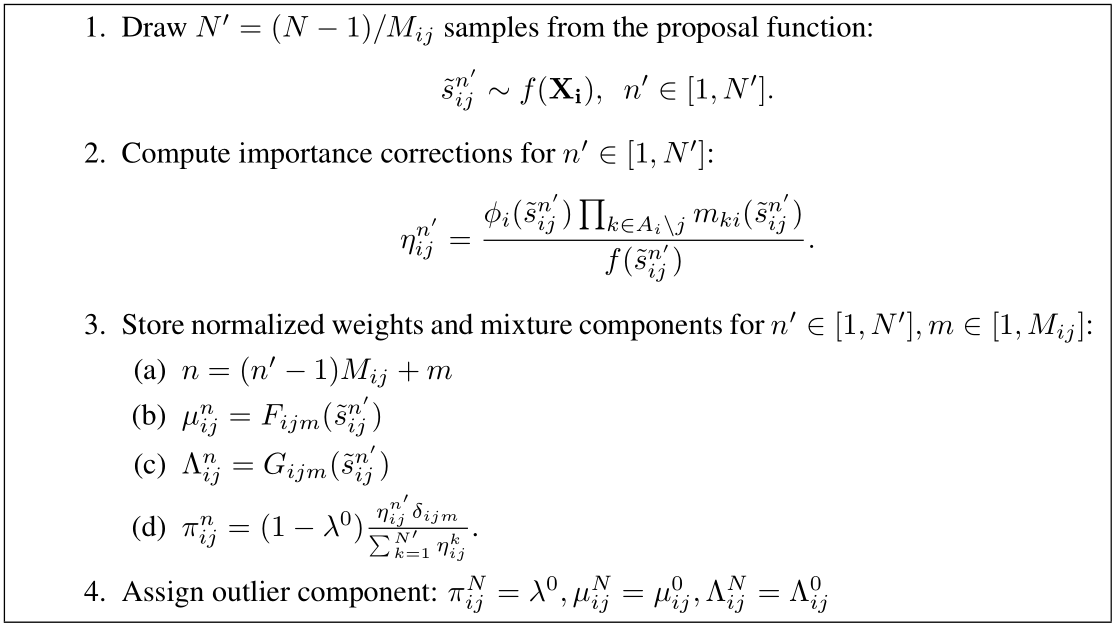 1. Draw $N' = (N-1)/M_{ij}$ samples from the proposal function:
$\tilde{s}_{ij}^{n'} \sim f(\mathbf{X_i}), \; n' \in [1, N'].$
2. Compute importance corrections for $n' \in [1, N']$:
$\eta_{ij}^{n'} = \frac{\phi_i(\tilde{s}_{ij}^{n'}) \prod_{k \in A_i \backslash j} m_{ki}(\tilde{s}_{ij}^{n'})}{f(\tilde{s}_{ij}^{n'})}.$
3. Store normalized weights and mixture components for $n' \in [1, N'], m \in [1, M_{ij}]$:
(a) $n = (n' - 1)M_{ij} + m$
(b) $\mu_{ij}^{n} = F_{ijm}(\tilde{s}_{ij}^{n'})$
(c) $\Lambda_{ij}^{n} = G_{ijm}(\tilde{s}_{ij}^{n'})$
(d) $\pi_{ij}^{n} = (1 - \lambda^0) \frac{\eta_{ij}^{n'} \delta_{ijm}}{\sum_{k=1}^{N'} \eta_{ij}^{k}}.$
4. Assign outlier component: $\pi_{ij}^{N} = \lambda^0, \mu_{ij}^{N} = \mu_{ij}^{0}, \Lambda_{ij}^{N} = \Lambda_{ij}^{0}$